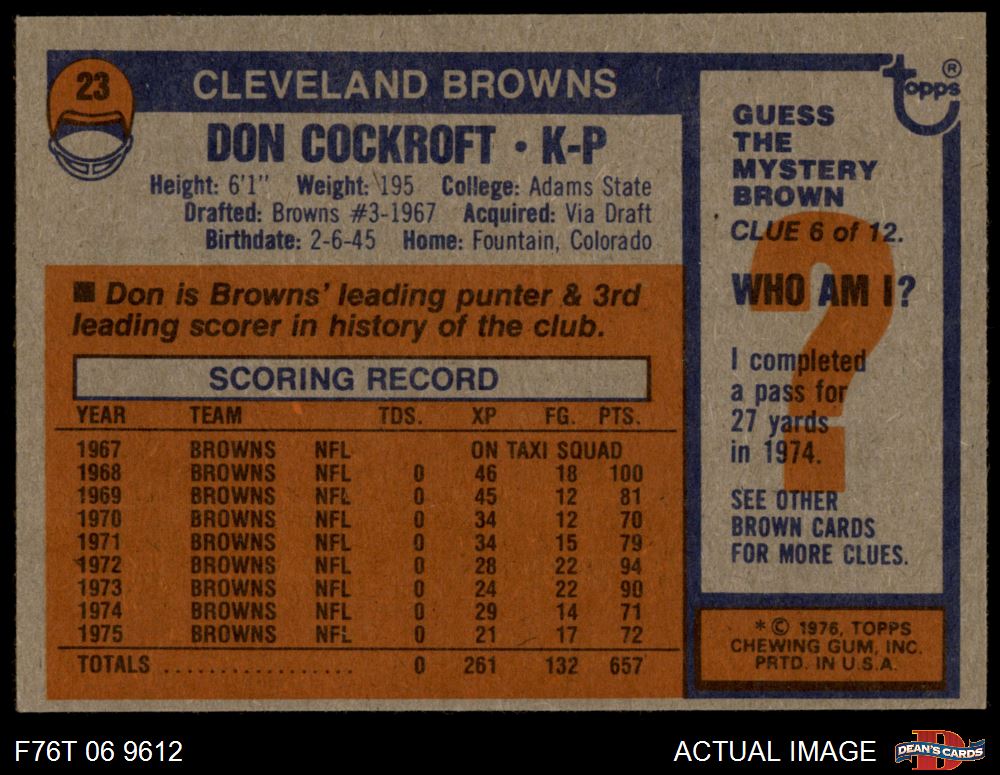 23
CLEVELAND BROWNS
DON COCKROFT • K-P
Height: 6'1" Weight: 195 College: Adams State
Drafted: Browns #3-1967 Acquired: Via Draft
Birthdate: 2-6-45 Home: Fountain, Colorado
■ Don is Browns' leading punter & 3rd
leading scorer in history of the club.
SCORING RECORD
YEAR TEAM TDS. XP FG. PTS.
1967 BROWNS NFL ON TAXI SQUAD
1968 BROWNS NFL 0 46 18 100
1969 BROWNS NFL 0 45 12 81
1970 BROWNS NFL 0 34 12 70
1971 BROWNS NFL 0 34 15 79
1972 BROWNS NFL 0 28 22 94
1973 BROWNS NFL 0 24 22 90
1974 BROWNS NFL 0 29 14 71
1975 BROWNS NFL 0 21 17 72
TOTALS .................. 0 261 132 657
topps ®
GUESS
THE
MYSTERY
BROWN
CLUE 6 of 12.
?
WHO AM I?
I completed
a pass for
27 yards
in 1974.
SEE OTHER
BROWN CARDS
FOR MORE CLUES.
* © 1976, TOPPS
CHEWING GUM, INC.
PRTD. IN U.S.A.
F76T 06 9612
ACTUAL IMAGE
D
DEAN'S CARDS